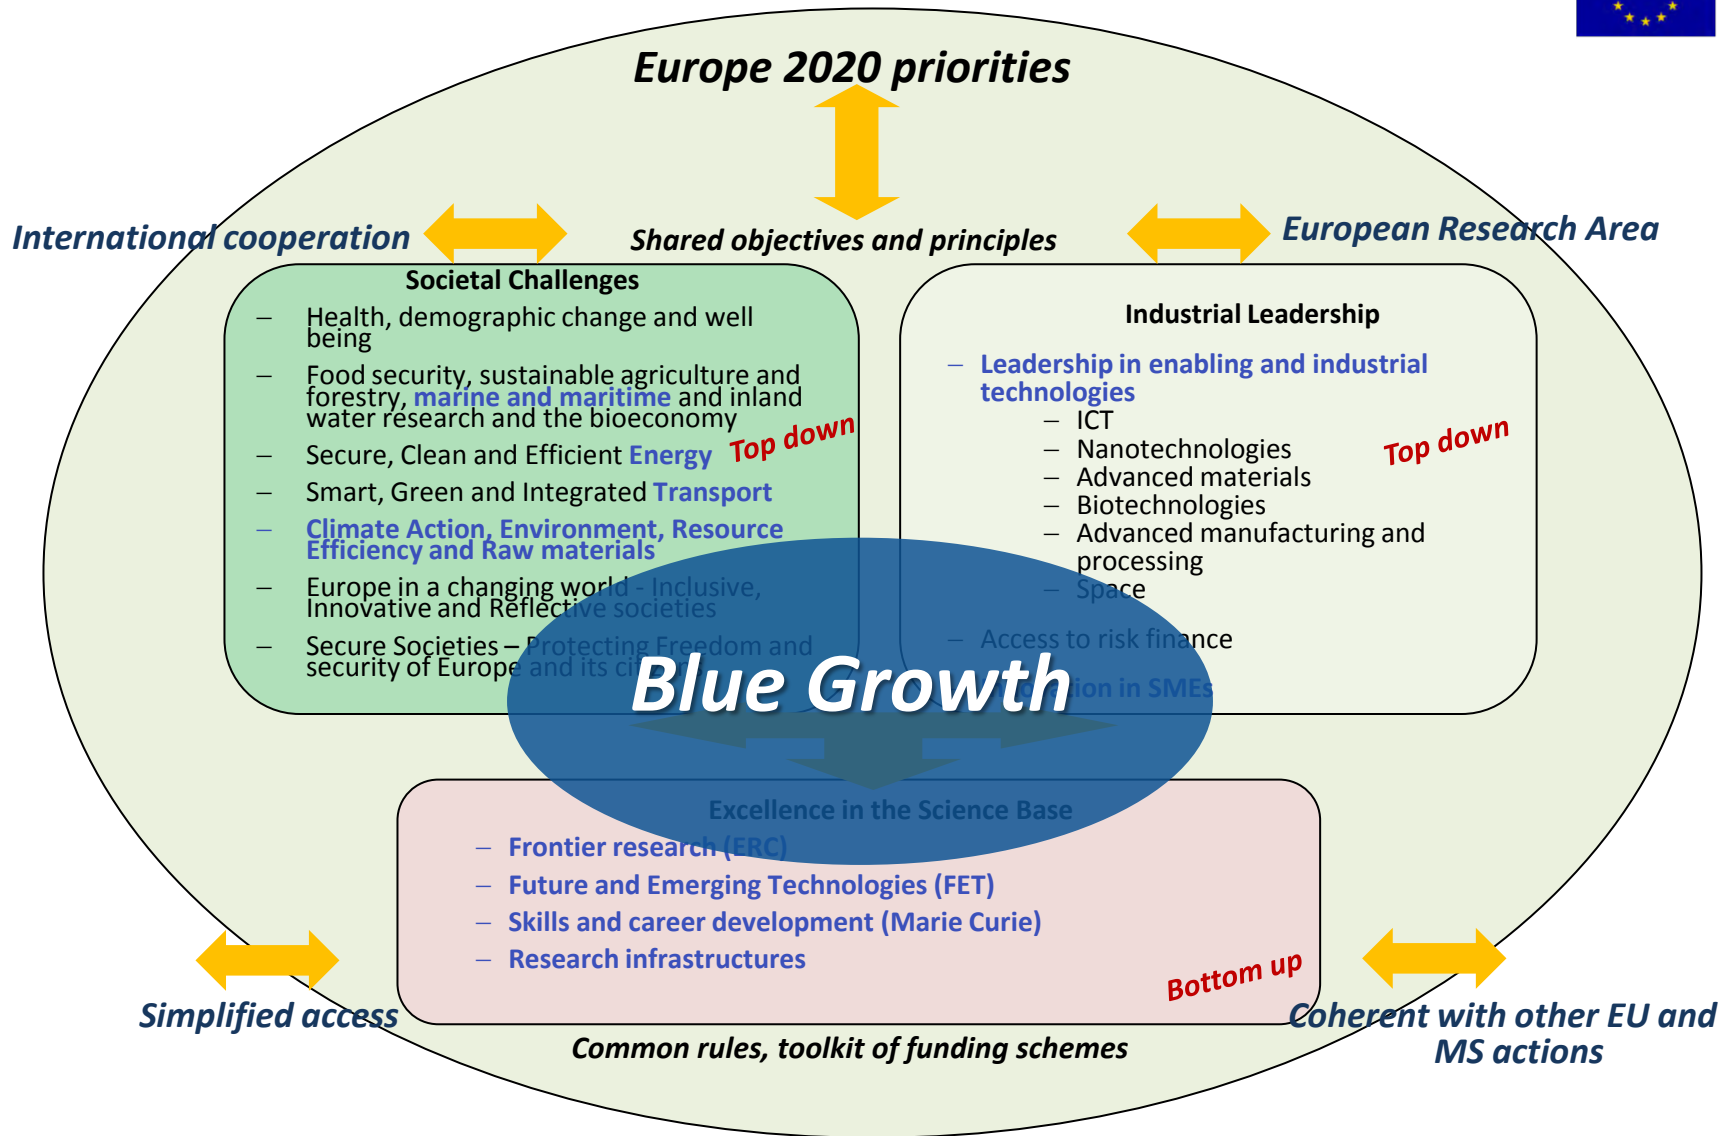 Europe 2020 priorities
International cooperation
Shared objectives and principles
European Research Area
Societal Challenges
– Health, demographic change and well
being
– Food security, sustainable agriculture and
forestry, marine and maritime and inland
water research and the bioeconomy
– Secure, Clean and Efficient Energy
Top down
– Smart, Green and Integrated Transport
– Climate Action, Environment, Resource
Efficiency and Raw materials
– Europe in a changing world - Inclusive,
Innovative and Reflective societies
– Secure Societies – Protecting Freedom and
security of Europe and its citizens
Industrial Leadership
– Leadership in enabling and industrial
technologies
– ICT
– Nanotechnologies
– Advanced materials
– Biotechnologies
– Advanced manufacturing and
processing
– Space
Top down
– Access to risk finance
– Innovation in SMEs
Blue Growth
Excellence in the Science Base
– Frontier research (ERC)
– Future and Emerging Technologies (FET)
– Skills and career development (Marie Curie)
– Research infrastructures
Bottom up
Simplified access
Common rules, toolkit of funding schemes
Coherent with other EU and
MS actions